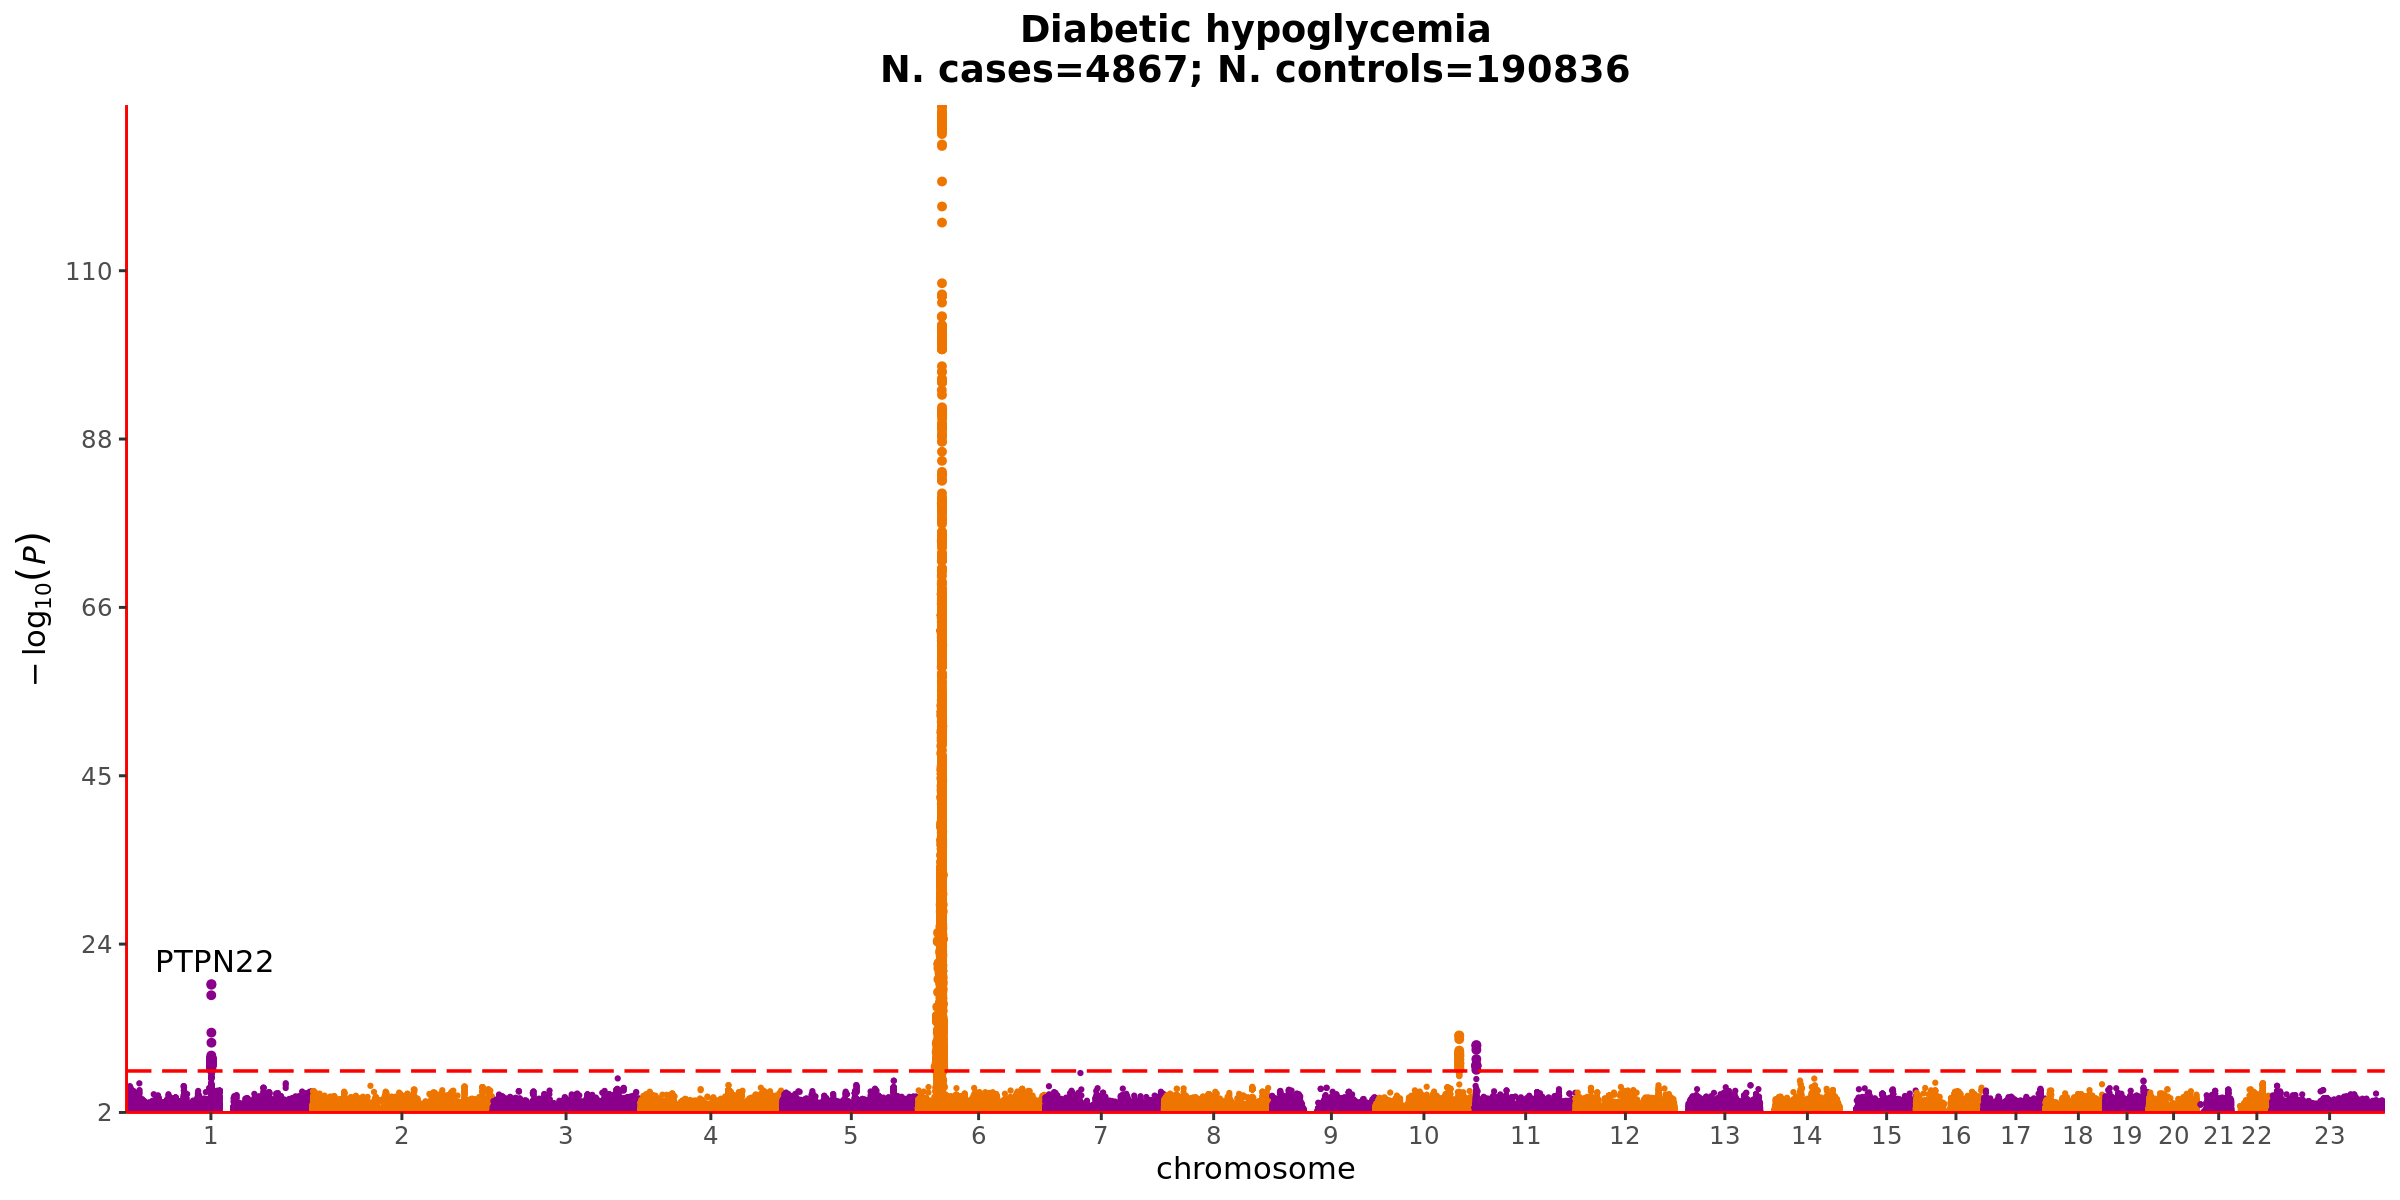 Diabetic hypoglycemia
N. cases=4867; N. controls=190836
−log₁₀(P)
110
88
66
45
24
2
PTPN22
1 2 3 4 5 6 7 8 9 10 11 12 13 14 15 16 17 18 19 20 21 22 23
chromosome